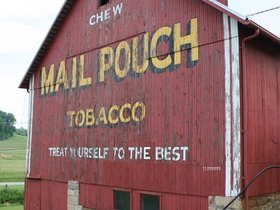 CHEW
MAIL POUCH
TOBACCO
TREAT YOURSELF TO THE BEST